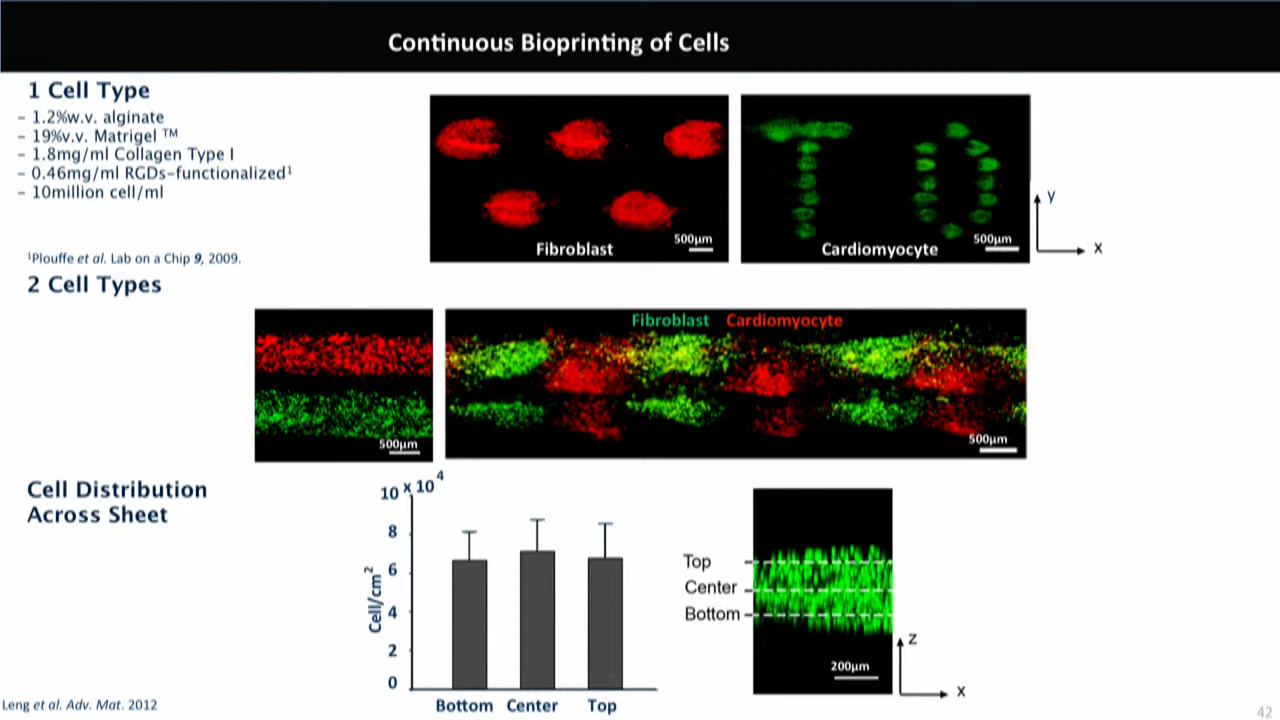 Continuous Bioprinting of Cells
1 Cell Type
– 1.2%w.v. alginate
– 19%v.v. Matrigel ™
– 1.8mg/ml Collagen Type I
– 0.46mg/ml RGDs-functionalized¹
– 10million cell/ml
¹Plouffe et al. Lab on a Chip 9, 2009.
Fibroblast
500µm
Cardiomyocyte
500µm
y
x
2 Cell Types
500µm
Fibroblast Cardiomyocyte
500µm
Cell Distribution
Across Sheet
10 x 10⁴
8
6
4
2
0
Cell/cm²
Bottom Center Top
Top
Center
Bottom
200µm
z
x
Leng et al. Adv. Mat. 2012
42